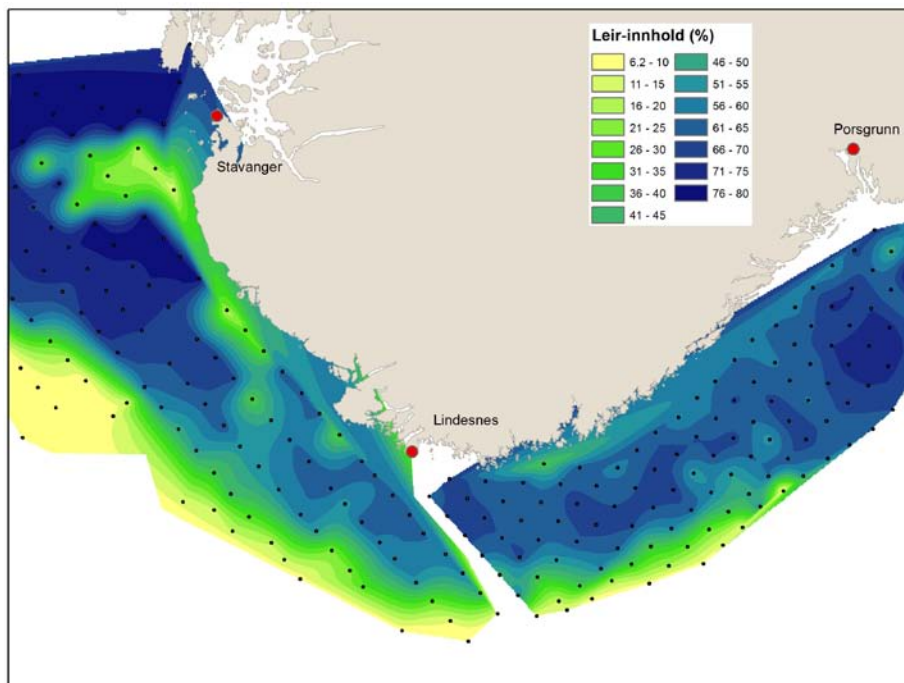 Leir-innhold (%)
6.2 - 10
11 - 15
16 - 20
21 - 25
26 - 30
31 - 35
36 - 40
41 - 45
46 - 50
51 - 55
56 - 60
61 - 65
66 - 70
71 - 75
76 - 80
Porsgrunn
Stavanger
Lindesnes